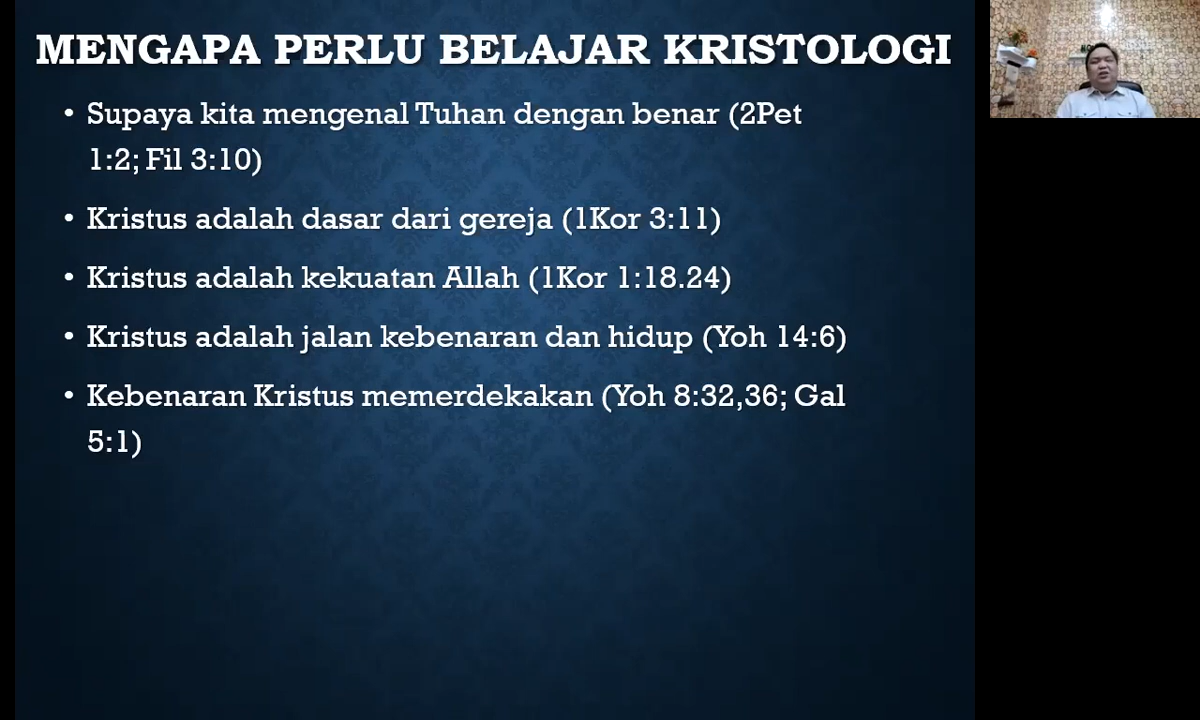 MENGAPA PERLU BELAJAR KRISTOLOGI
• Supaya kita mengenal Tuhan dengan benar (2Pet
1:2; Fil 3:10)
• Kristus adalah dasar dari gereja (1Kor 3:11)
• Kristus adalah kekuatan Allah (1Kor 1:18.24)
• Kristus adalah jalan kebenaran dan hidup (Yoh 14:6)
• Kebenaran Kristus memerdekakan (Yoh 8:32,36; Gal
5:1)